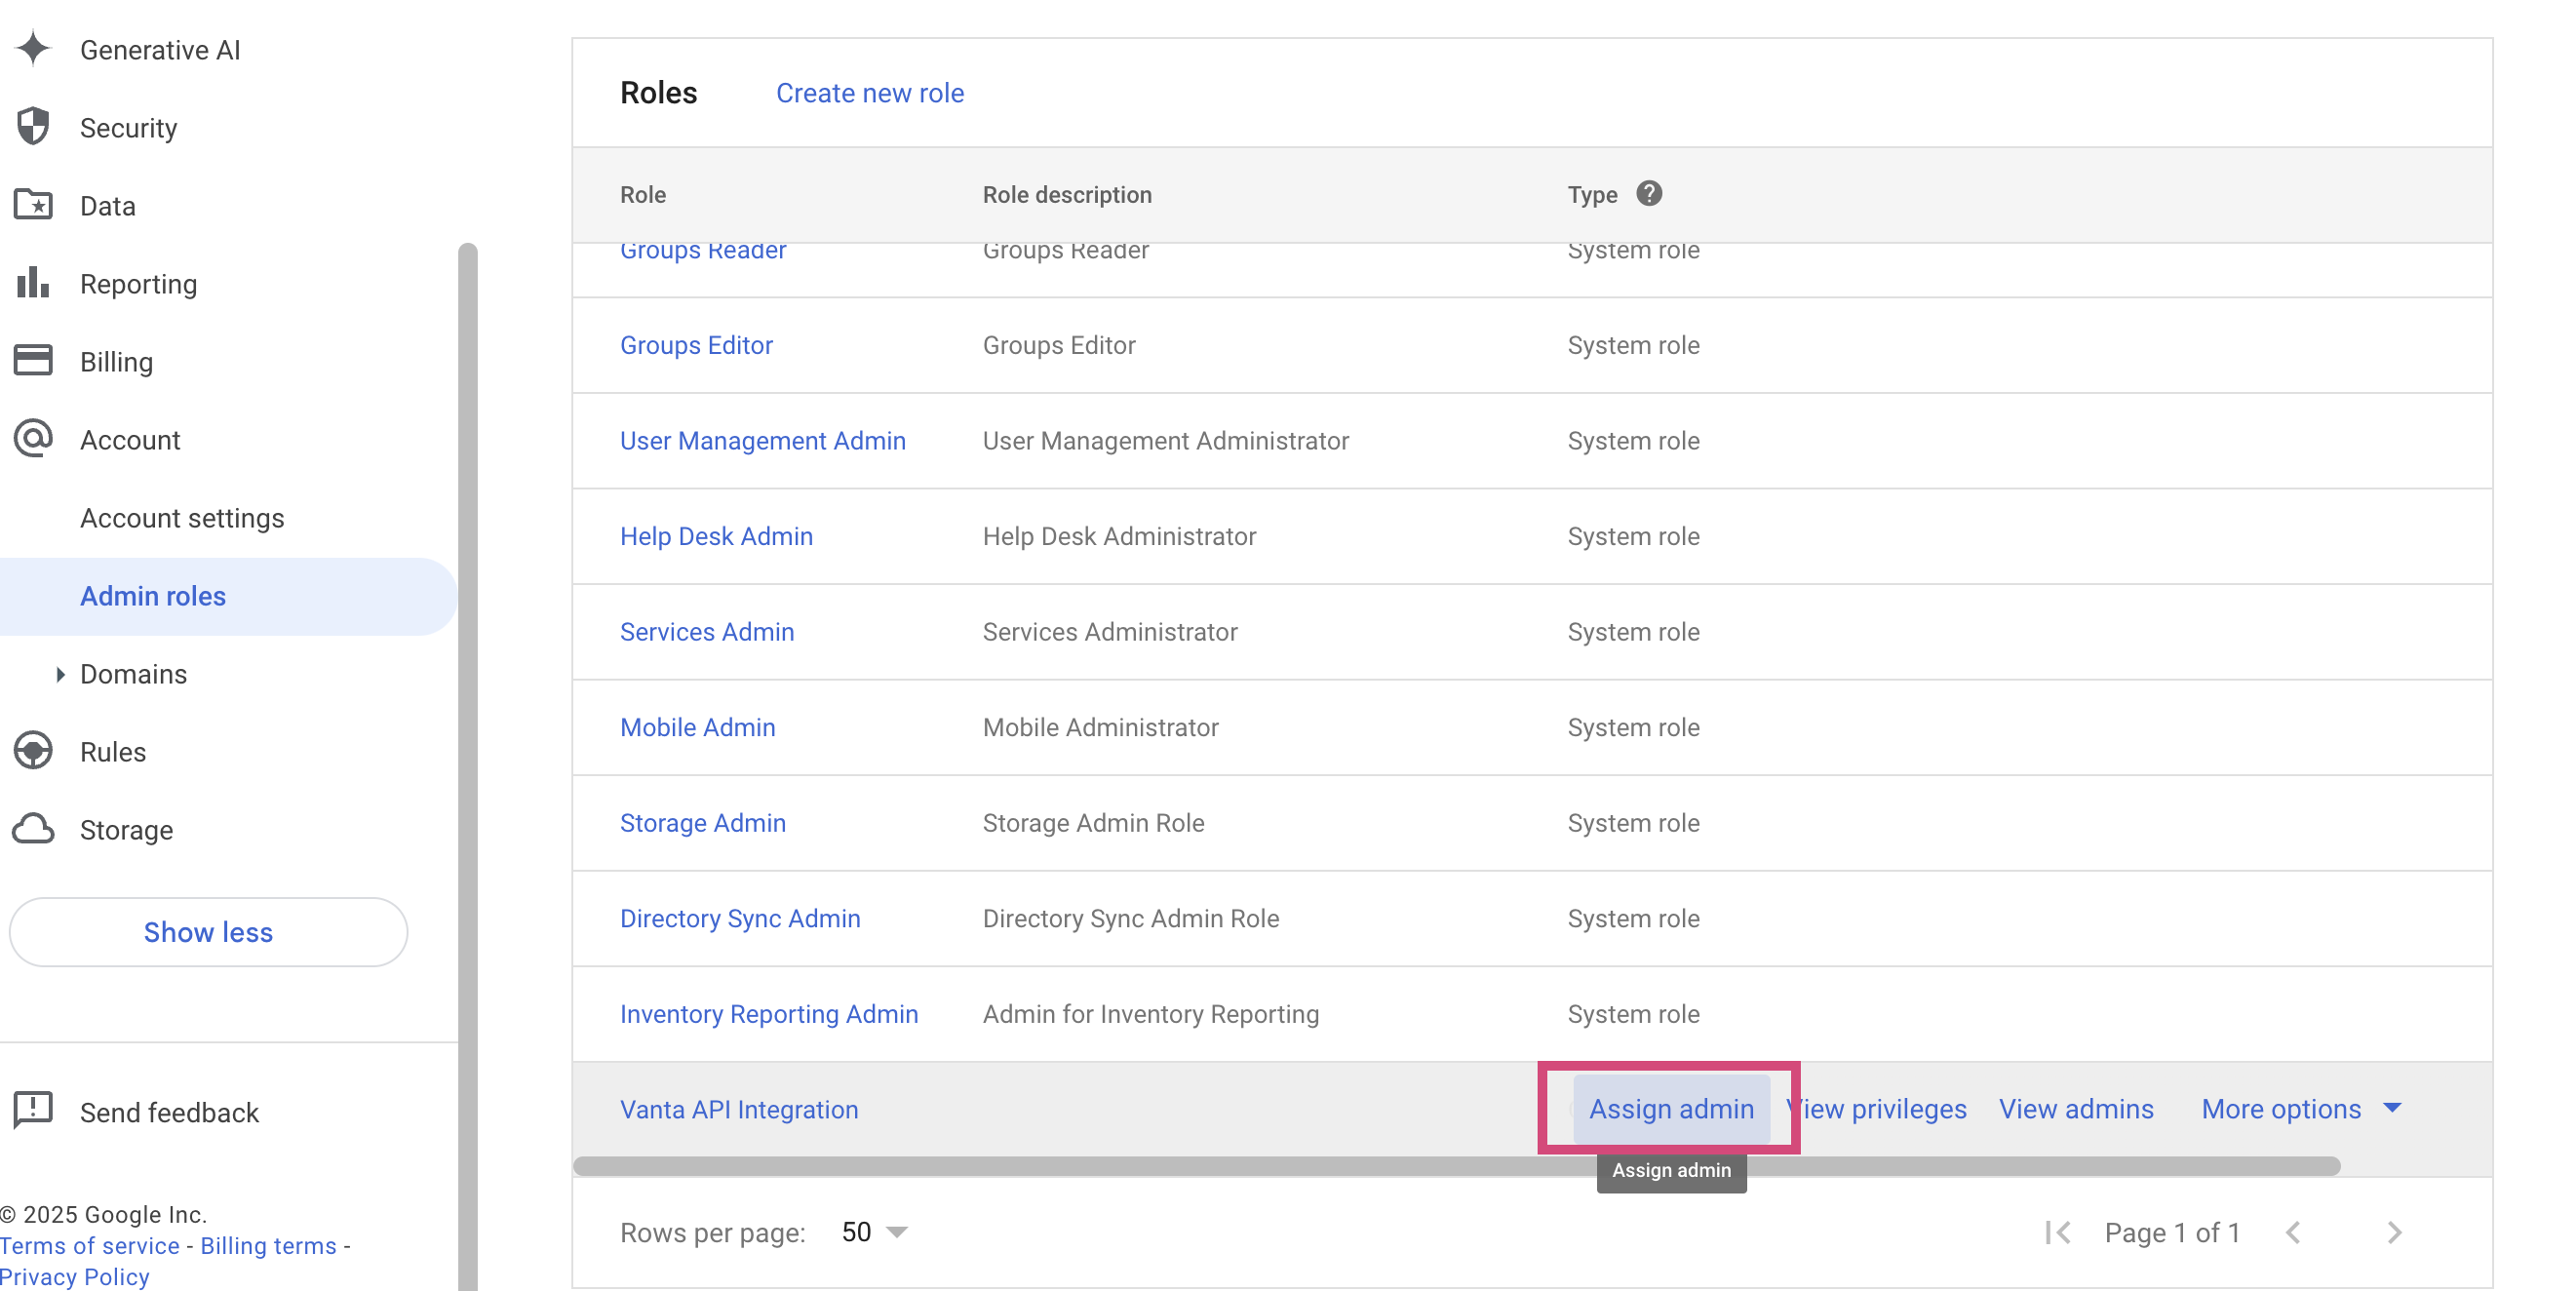 Generative AI
Security
Data
Reporting
Billing
Account
Account settings
Admin roles
Domains
Rules
Storage
Show less
Send feedback
© 2025 Google Inc.
Terms of service - Billing terms -
Privacy Policy
Roles Create new role
Role Role description Type ?
Groups Reader Groups Reader System role
Groups Editor Groups Editor System role
User Management Admin User Management Administrator System role
Help Desk Admin Help Desk Administrator System role
Services Admin Services Administrator System role
Mobile Admin Mobile Administrator System role
Storage Admin Storage Admin Role System role
Directory Sync Admin Directory Sync Admin Role System role
Inventory Reporting Admin Admin for Inventory Reporting System role
Vanta API Integration Assign admin View privileges View admins More options
Assign admin
Rows per page: 50 Page 1 of 1